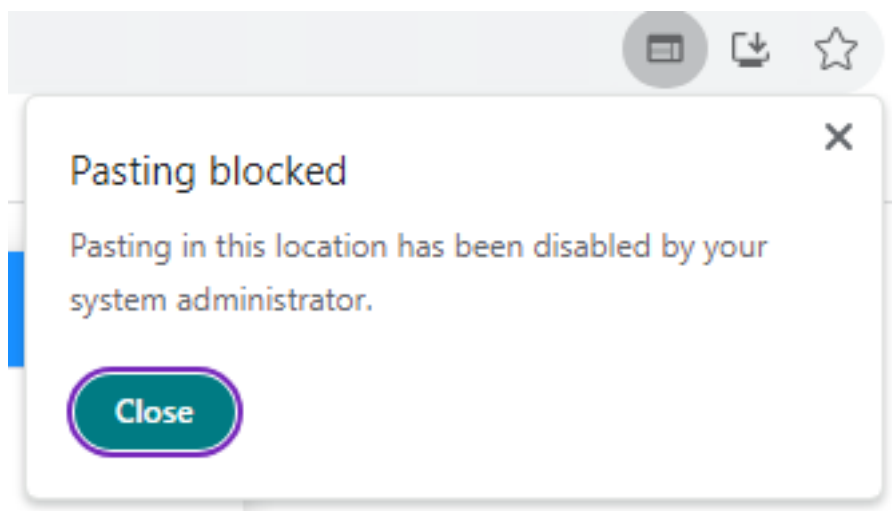 Pasting blocked
Pasting in this location has been disabled by your
system administrator.
Close